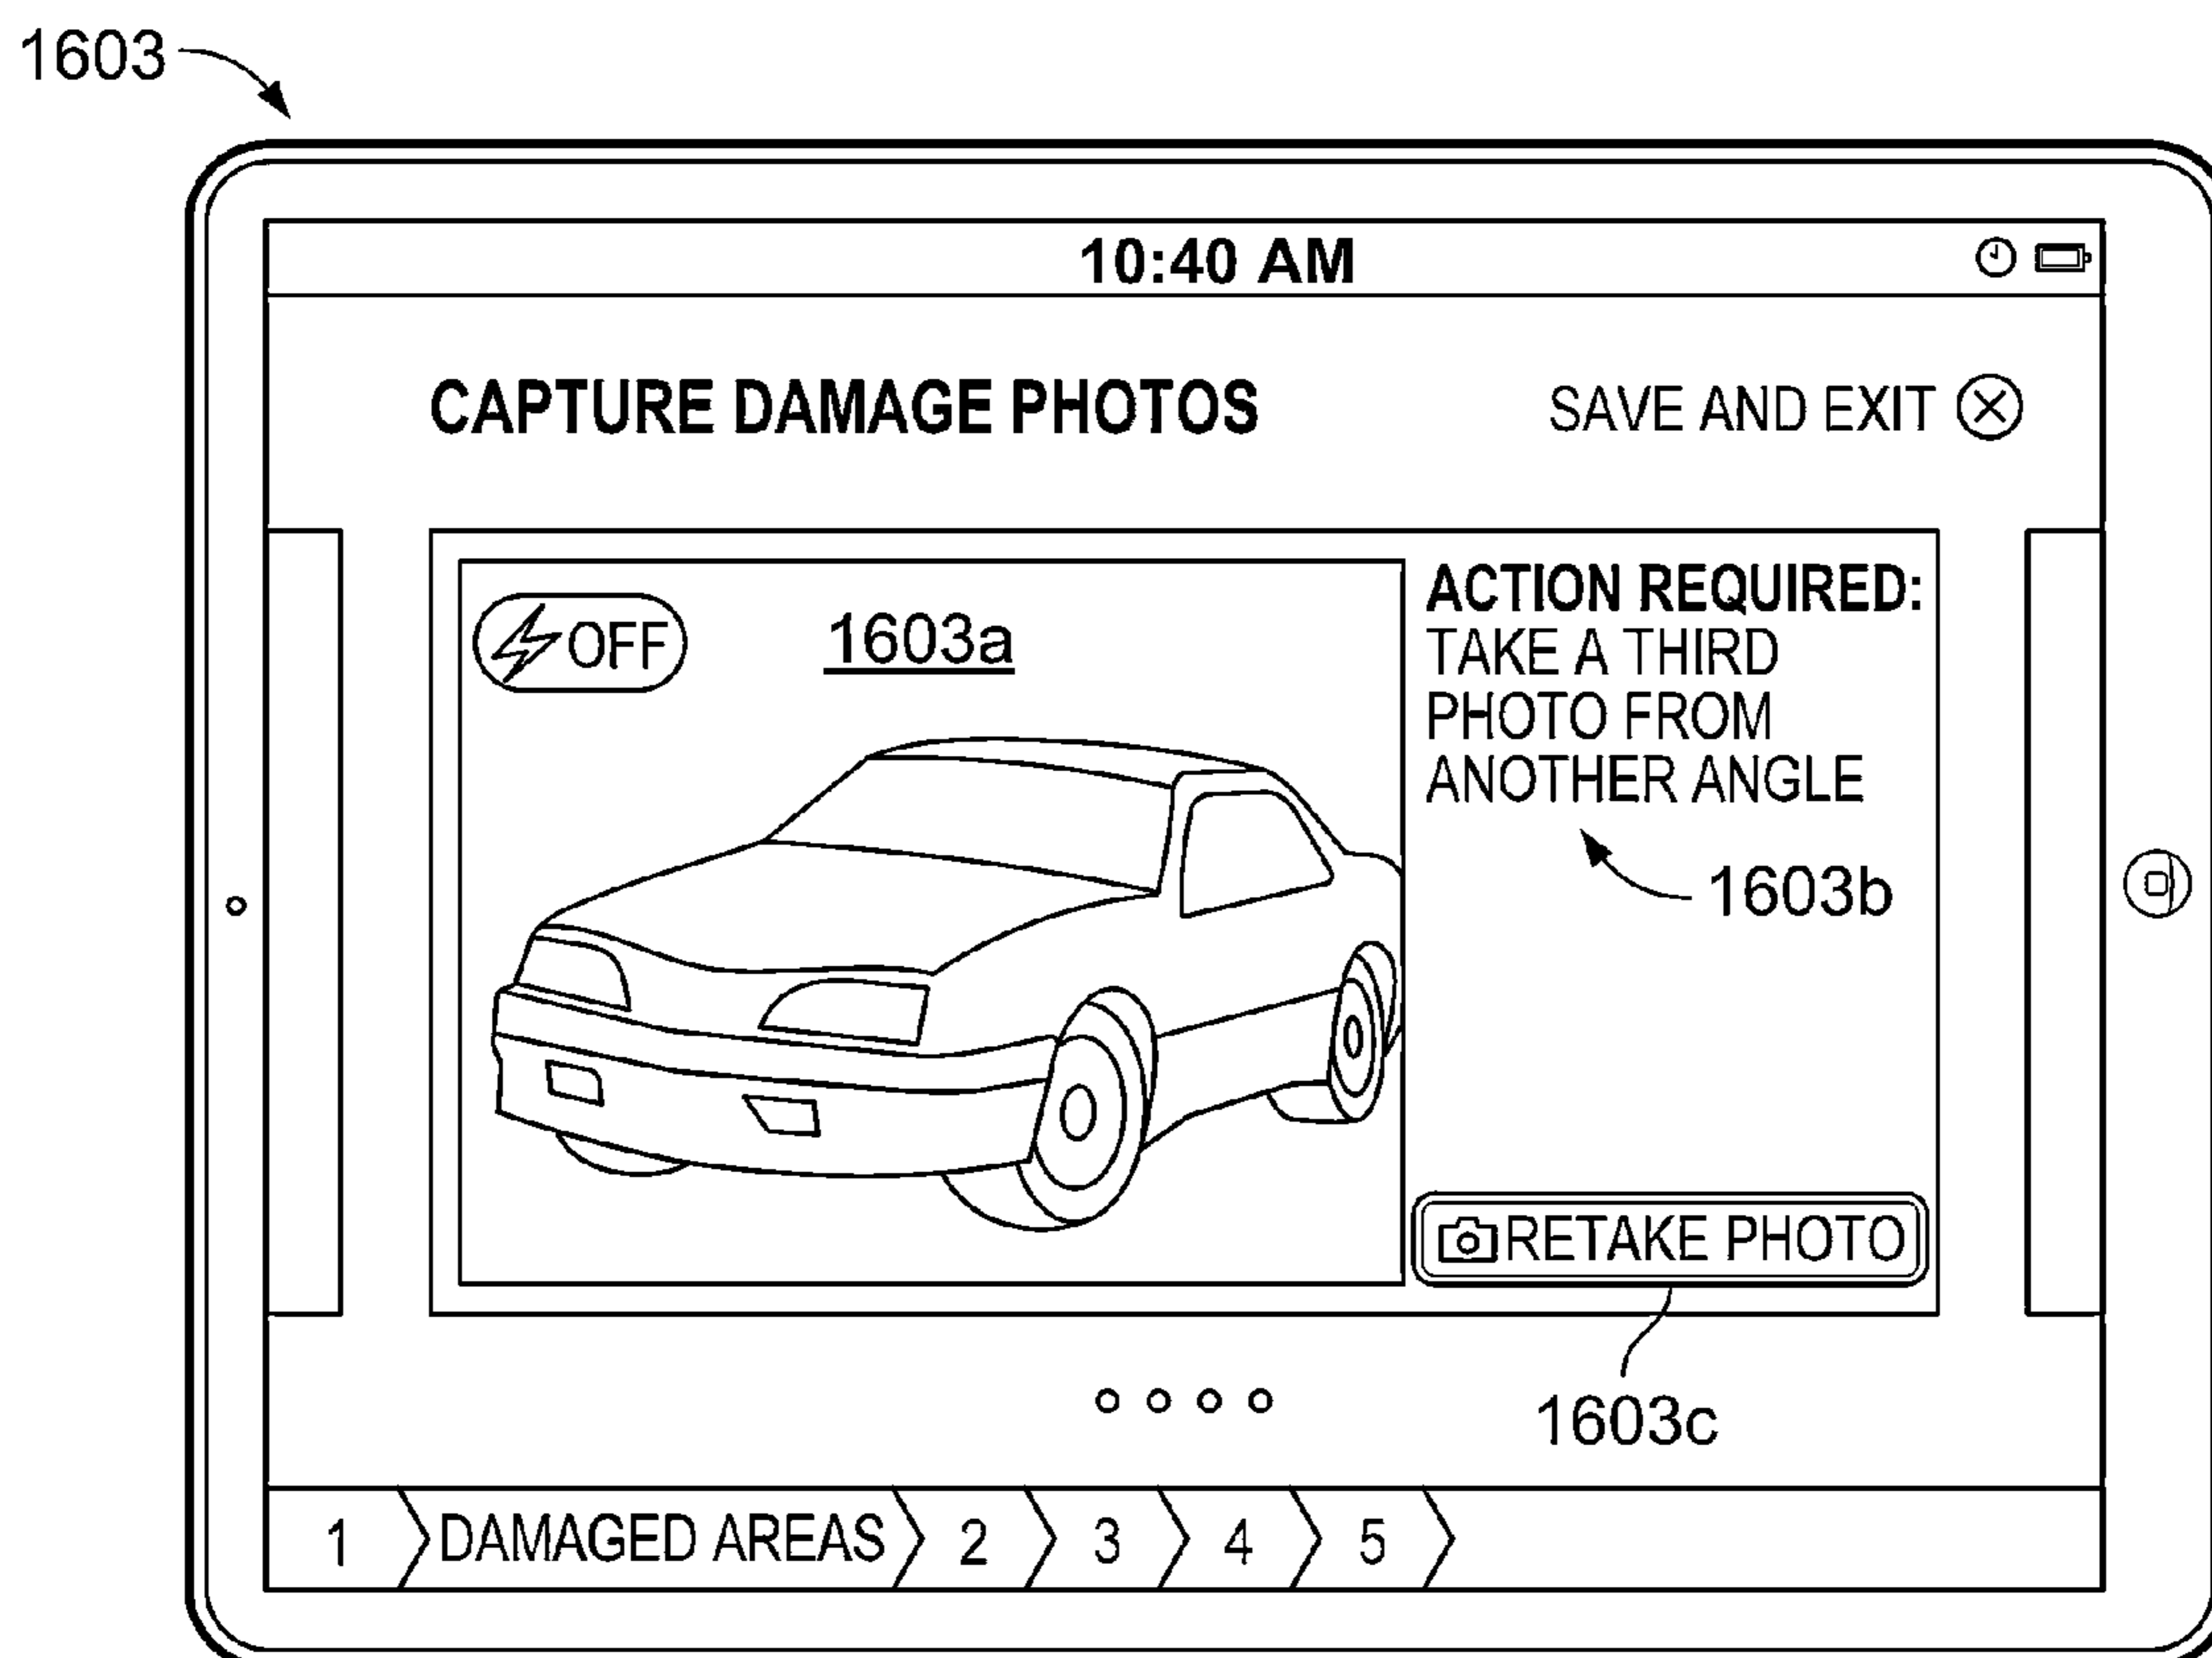 1603
10:40 AM
CAPTURE DAMAGE PHOTOS
SAVE AND EXIT
OFF
1603a
ACTION REQUIRED:
TAKE A THIRD
PHOTO FROM
ANOTHER ANGLE
1603b
RETAKE PHOTO
1603c
1 DAMAGED AREAS 2 3 4 5